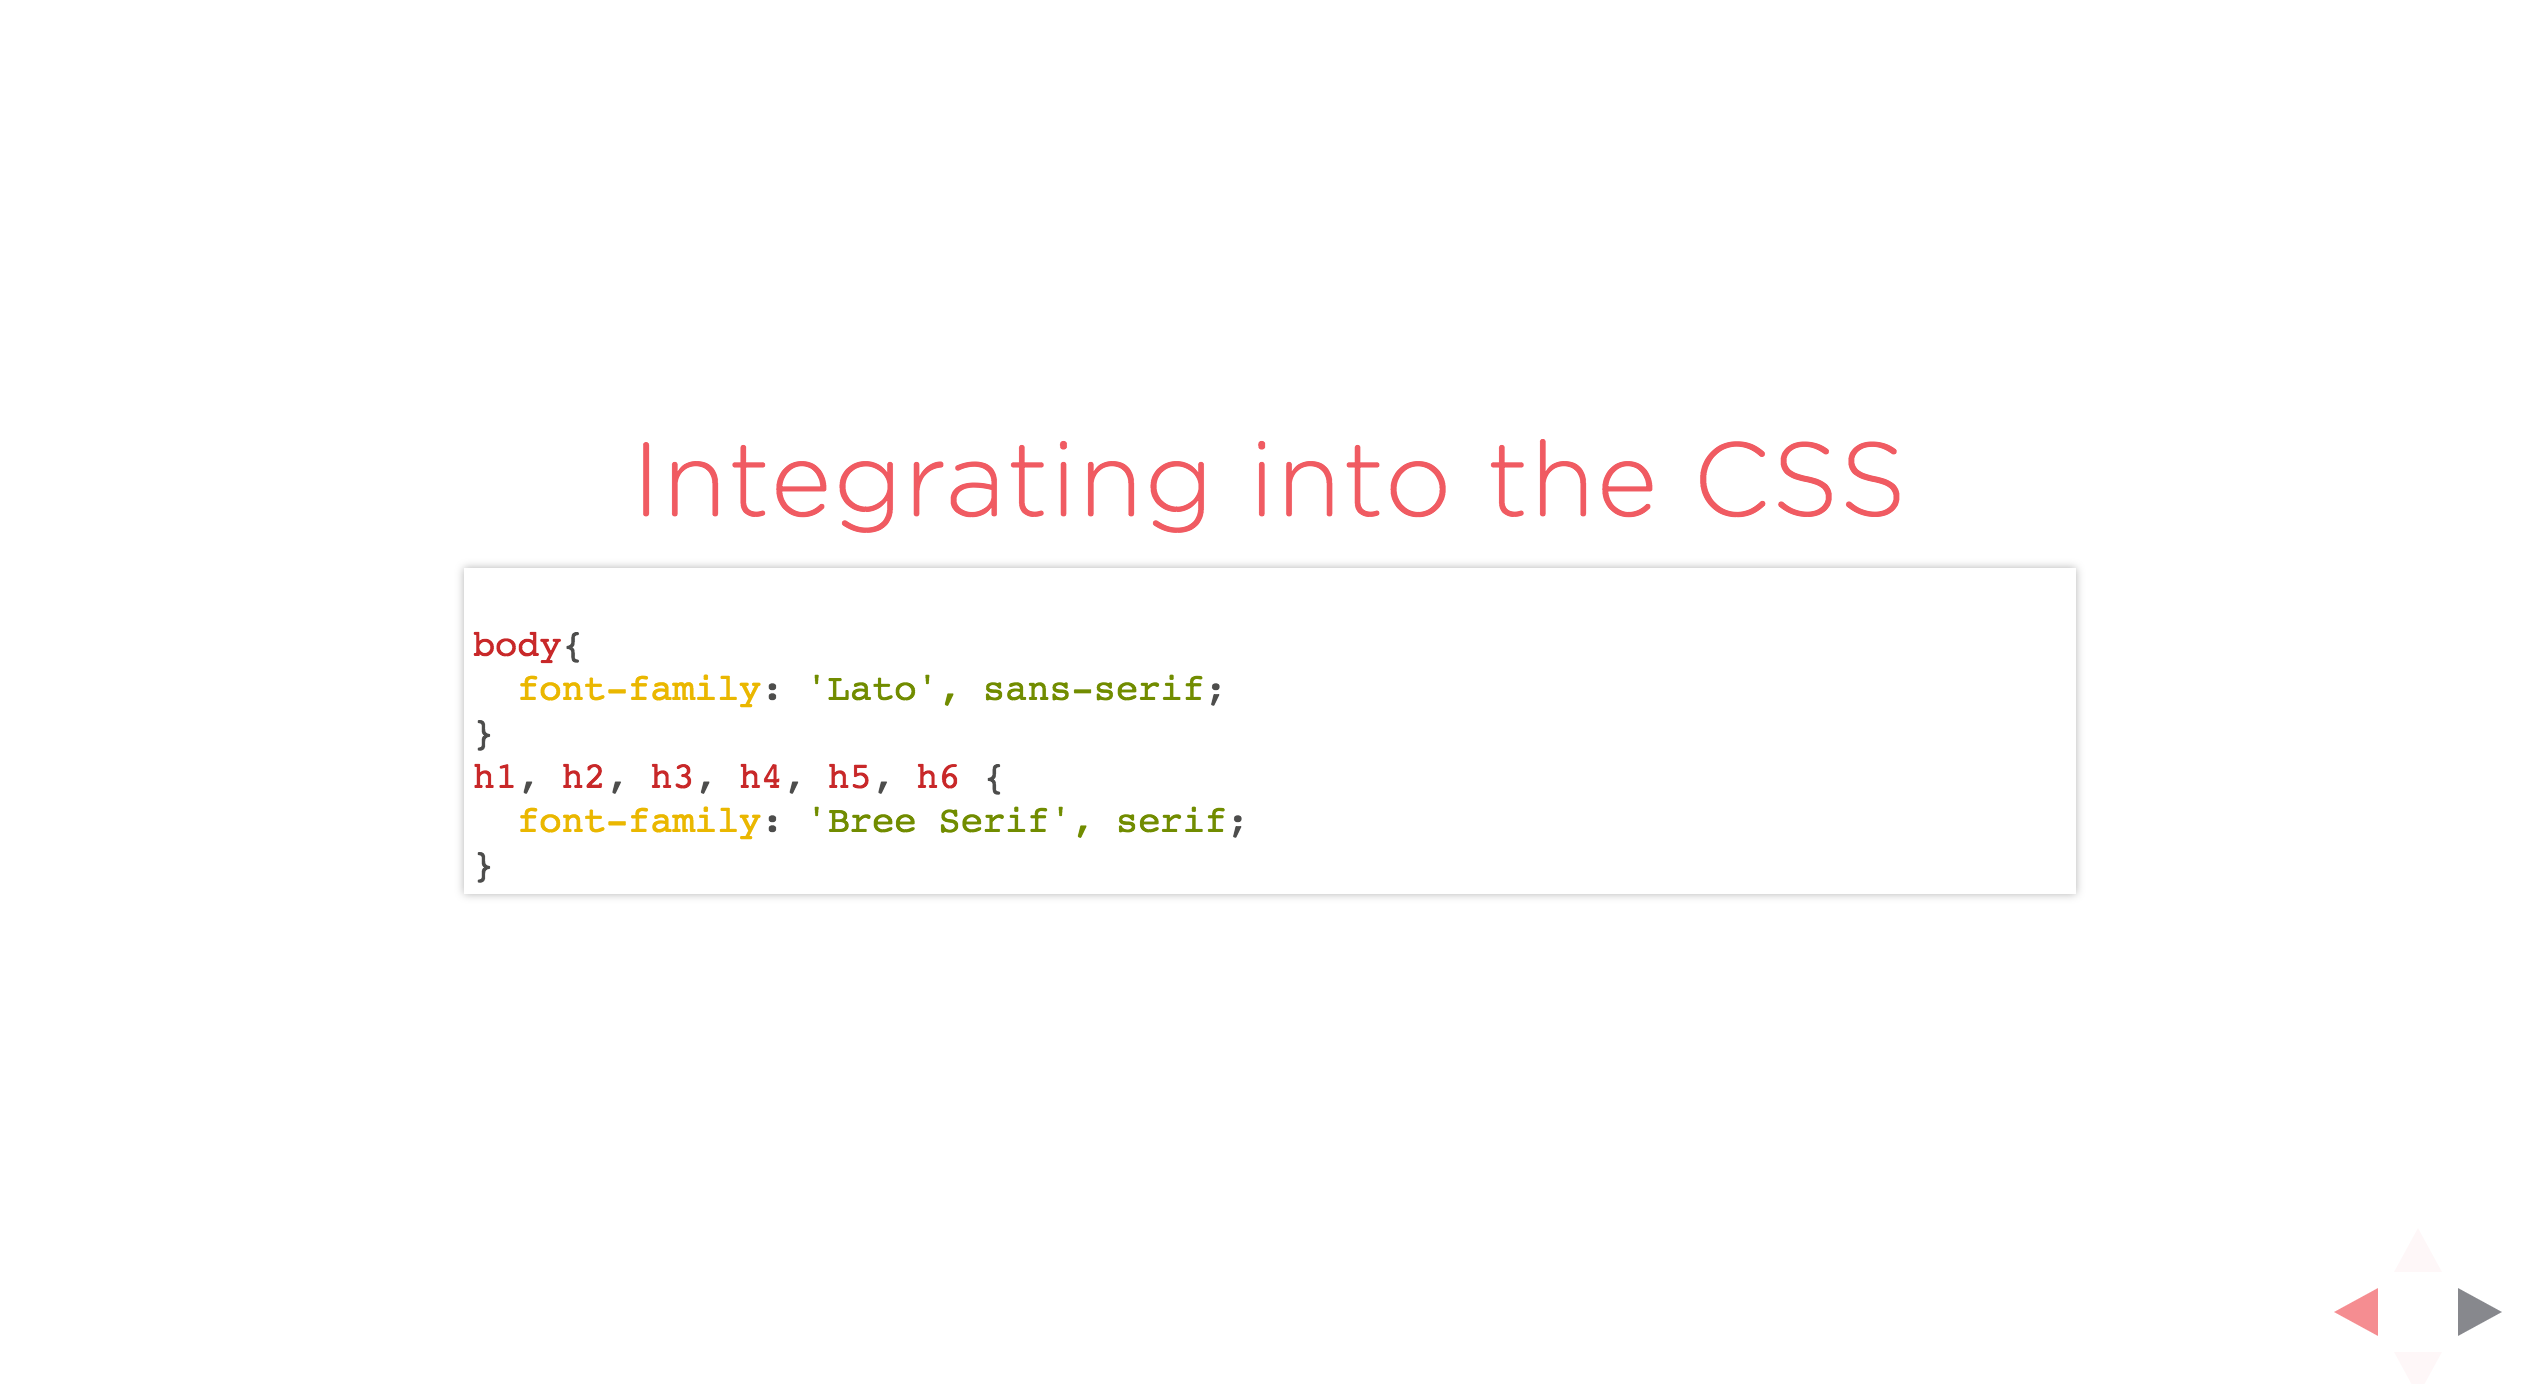 Integrating into the CSS
body{
  font-family: 'Lato', sans-serif;
}
h1, h2, h3, h4, h5, h6 {
  font-family: 'Bree Serif', serif;
}